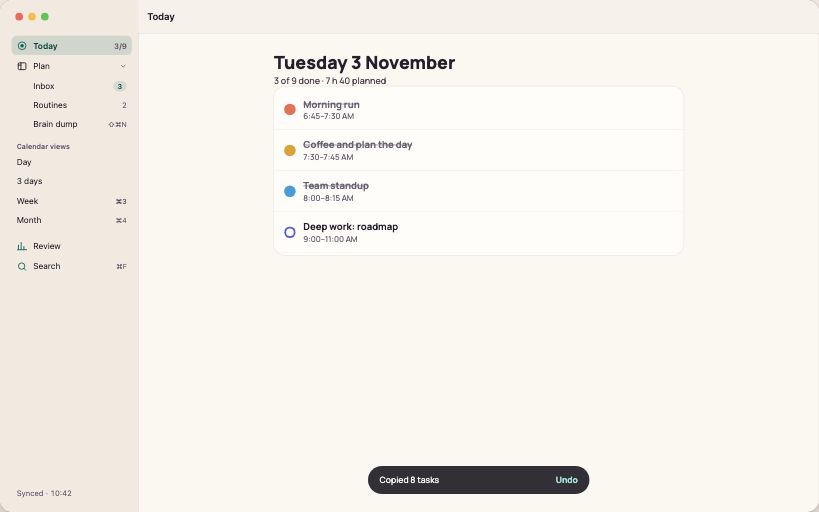 Today 3/9
Plan
Inbox 3
Routines 2
Brain dump ⇧⌘N
Calendar views
Day
3 days
Week ⌘3
Month ⌘4
Review
Search ⌘F
Synced · 10:42
Today
Tuesday 3 November
3 of 9 done · 7 h 40 planned
Morning run
6:45–7:30 AM
Coffee and plan the day
7:30–7:45 AM
Team standup
8:00–8:15 AM
Deep work: roadmap
9:00–11:00 AM
Copied 8 tasks Undo